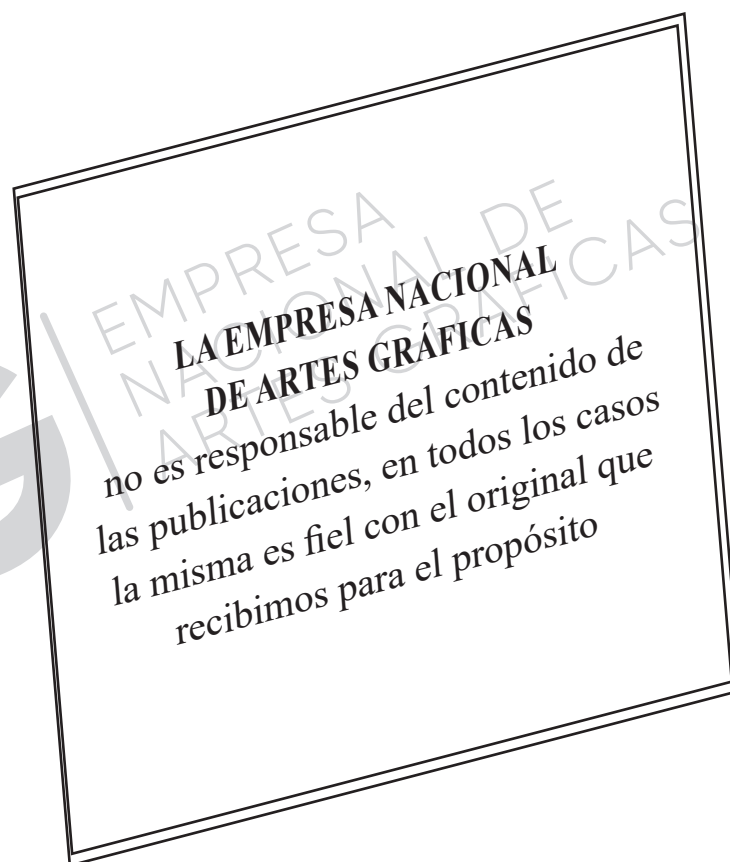 EMPRESA
NACIONAL DE
ARTES GRÁFICAS
LA EMPRESA NACIONAL
DE ARTES GRÁFICAS
no es responsable del contenido de
las publicaciones, en todos los casos
la misma es fiel con el original que
recibimos para el propósito